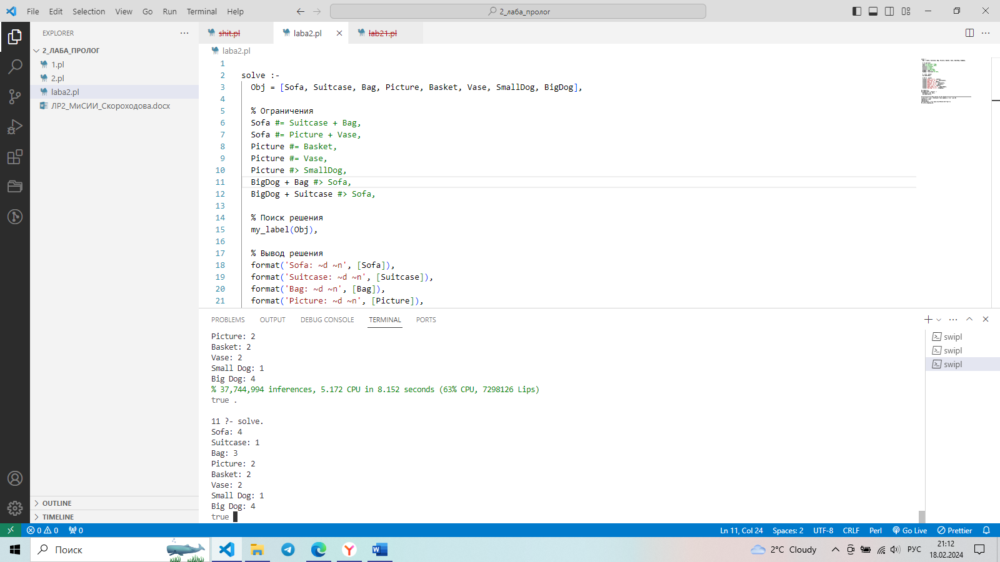 File Edit Selection View Go Run Terminal Help
2_лаба_пролог
EXPLORER
2_ЛАБА_ПРОЛОГ
1.pl
2.pl
laba2.pl
ЛР2_МиСИИ_Скороходова.docx
OUTLINE
TIMELINE
shit.pl laba2.pl lab21.pl
laba2.pl
1
2 solve :-
3 Obj = [Sofa, Suitcase, Bag, Picture, Basket, Vase, SmallDog, BigDog],
4
5 % Ограничения
6 Sofa #= Suitcase + Bag,
7 Sofa #= Picture + Vase,
8 Picture #= Basket,
9 Picture #= Vase,
10 Picture #> SmallDog,
11 BigDog + Bag #> Sofa,
12 BigDog + Suitcase #> Sofa,
13
14 % Поиск решения
15 my_label(Obj),
16
17 % Вывод решения
18 format('Sofa: ~d ~n', [Sofa]),
19 format('Suitcase: ~d ~n', [Suitcase]),
20 format('Bag: ~d ~n', [Bag]),
21 format('Picture: ~d ~n', [Picture]),
PROBLEMS OUTPUT DEBUG CONSOLE TERMINAL PORTS
Picture: 2
Basket: 2
Vase: 2
Small Dog: 1
Big Dog: 4
% 37,744,994 inferences, 5.172 CPU in 8.152 seconds (63% CPU, 7298126 Lips)
true .
11 ?- solve.
Sofa: 4
Suitcase: 1
Bag: 3
Picture: 2
Basket: 2
Vase: 2
Small Dog: 1
Big Dog: 4
true
swipl
swipl
swipl
0 0 0
Ln 11, Col 24 Spaces: 2 UTF-8 CRLF Perl Go Live Prettier
Поиск
2°C Cloudy
РУС
21:12
18.02.2024